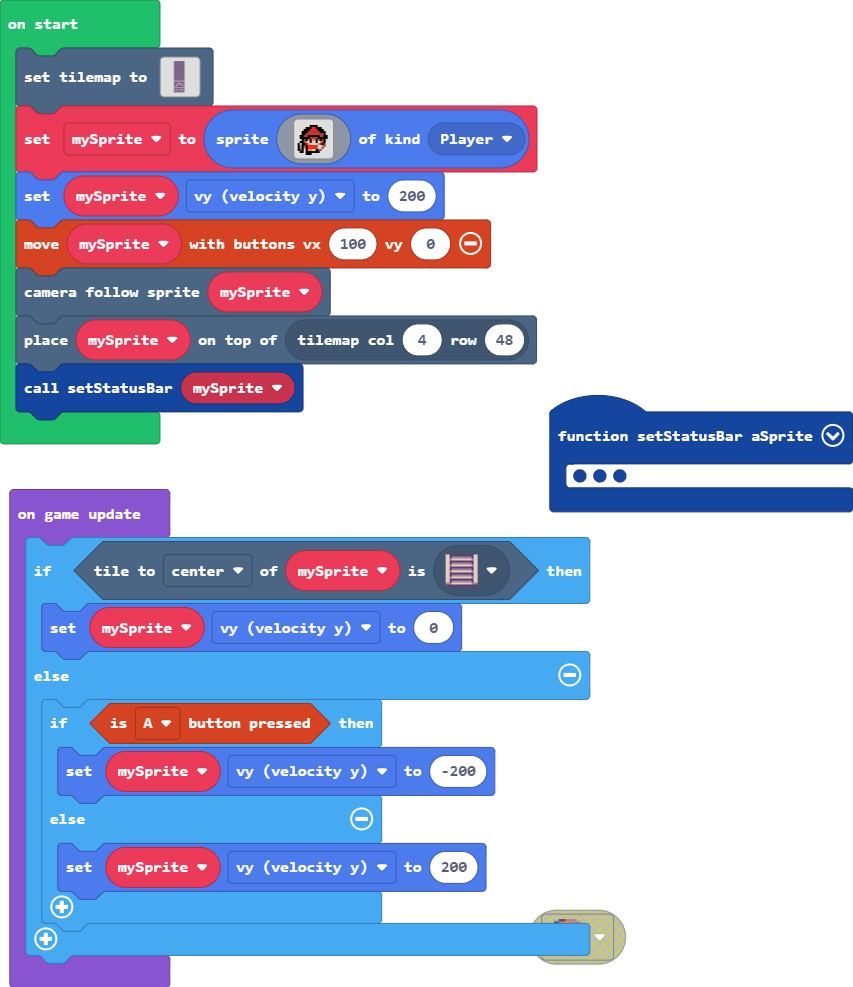 on start
set tilemap to
set mySprite to sprite of kind Player
set mySprite vy (velocity y) to 200
move mySprite with buttons vx 100 vy 0
camera follow sprite mySprite
place mySprite on top of tilemap col 4 row 48
call setStatusBar mySprite
function setStatusBar aSprite
on game update
if tile to center of mySprite is then
set mySprite vy (velocity y) to 0
else
if is A button pressed then
set mySprite vy (velocity y) to -200
else
set mySprite vy (velocity y) to 200